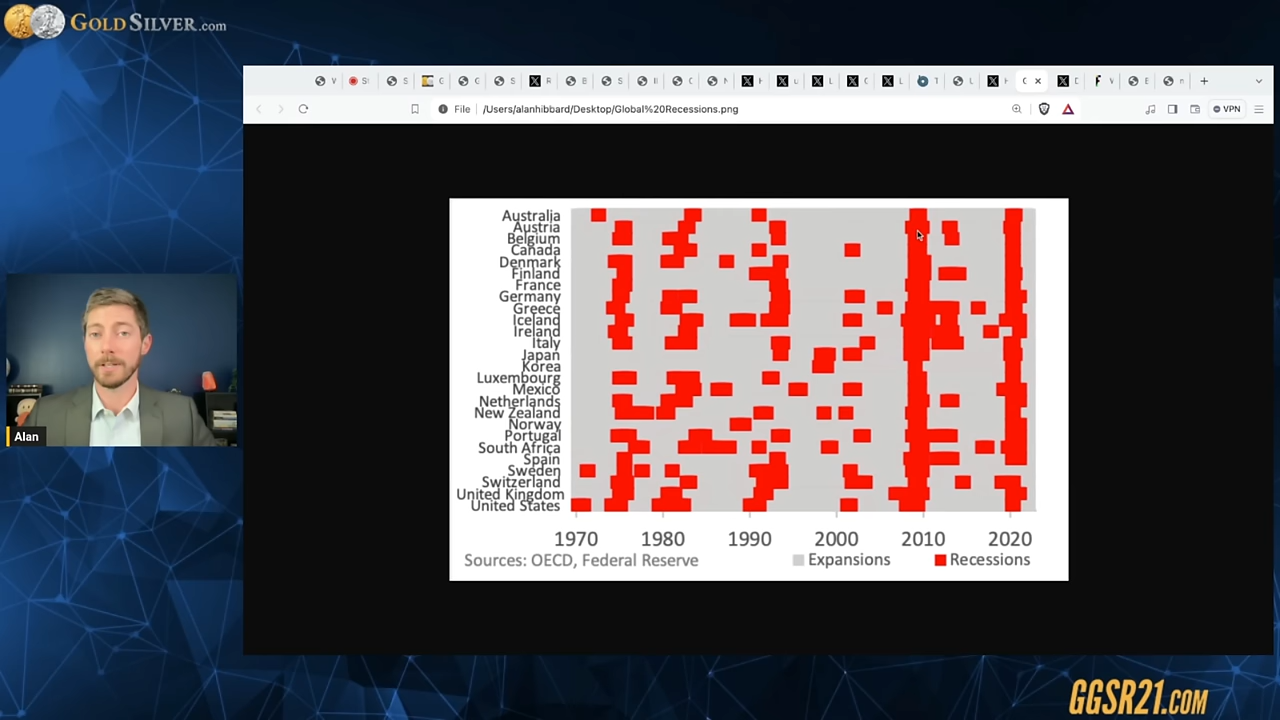 GOLDSILVER.com
File /Users/alanhibbard/Desktop/Global%20Recessions.png
VPN
Australia
Austria
Belgium
Canada
Denmark
Finland
France
Germany
Greece
Iceland
Ireland
Italy
Japan
Korea
Luxembourg
Mexico
Netherlands
New Zealand
Norway
Portugal
South Africa
Spain
Sweden
Switzerland
United Kingdom
United States
1970 1980 1990 2000 2010 2020
Sources: OECD, Federal Reserve
Expansions
Recessions
Alan
GGSR21.COM